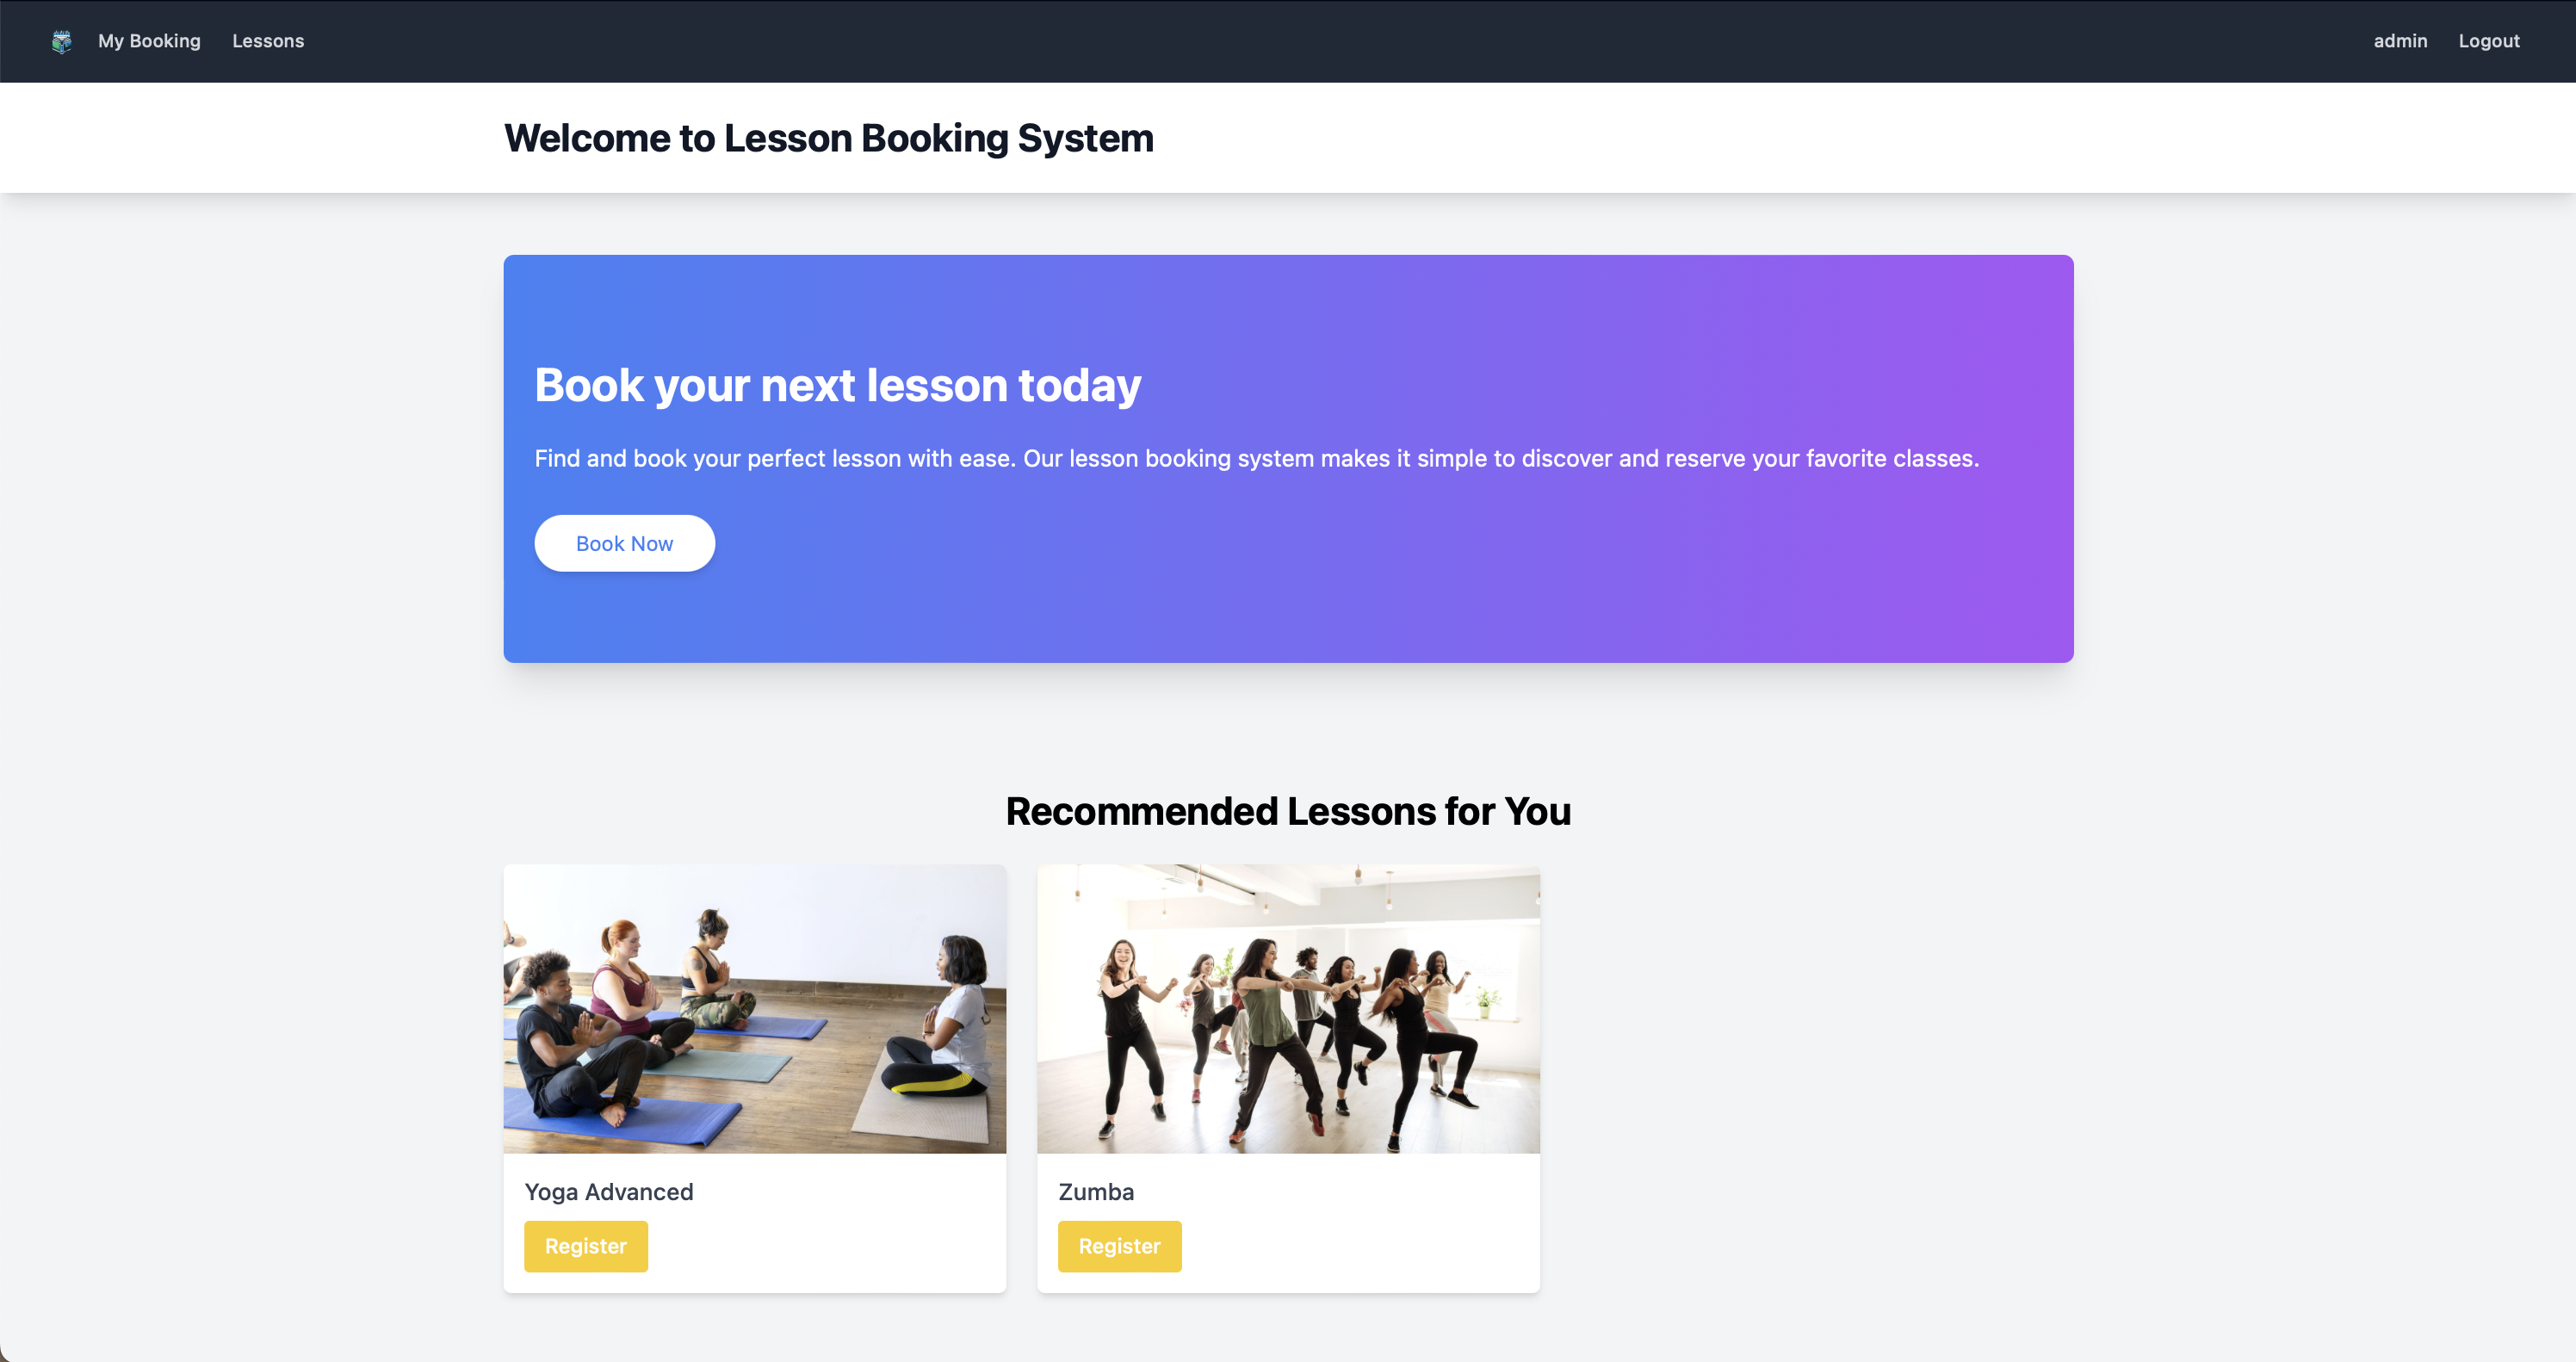 My Booking
Lessons
admin
Logout
Welcome to Lesson Booking System
Book your next lesson today
Find and book your perfect lesson with ease. Our lesson booking system makes it simple to discover and reserve your favorite classes.
Book Now
Recommended Lessons for You
Yoga Advanced
Register
Zumba
Register